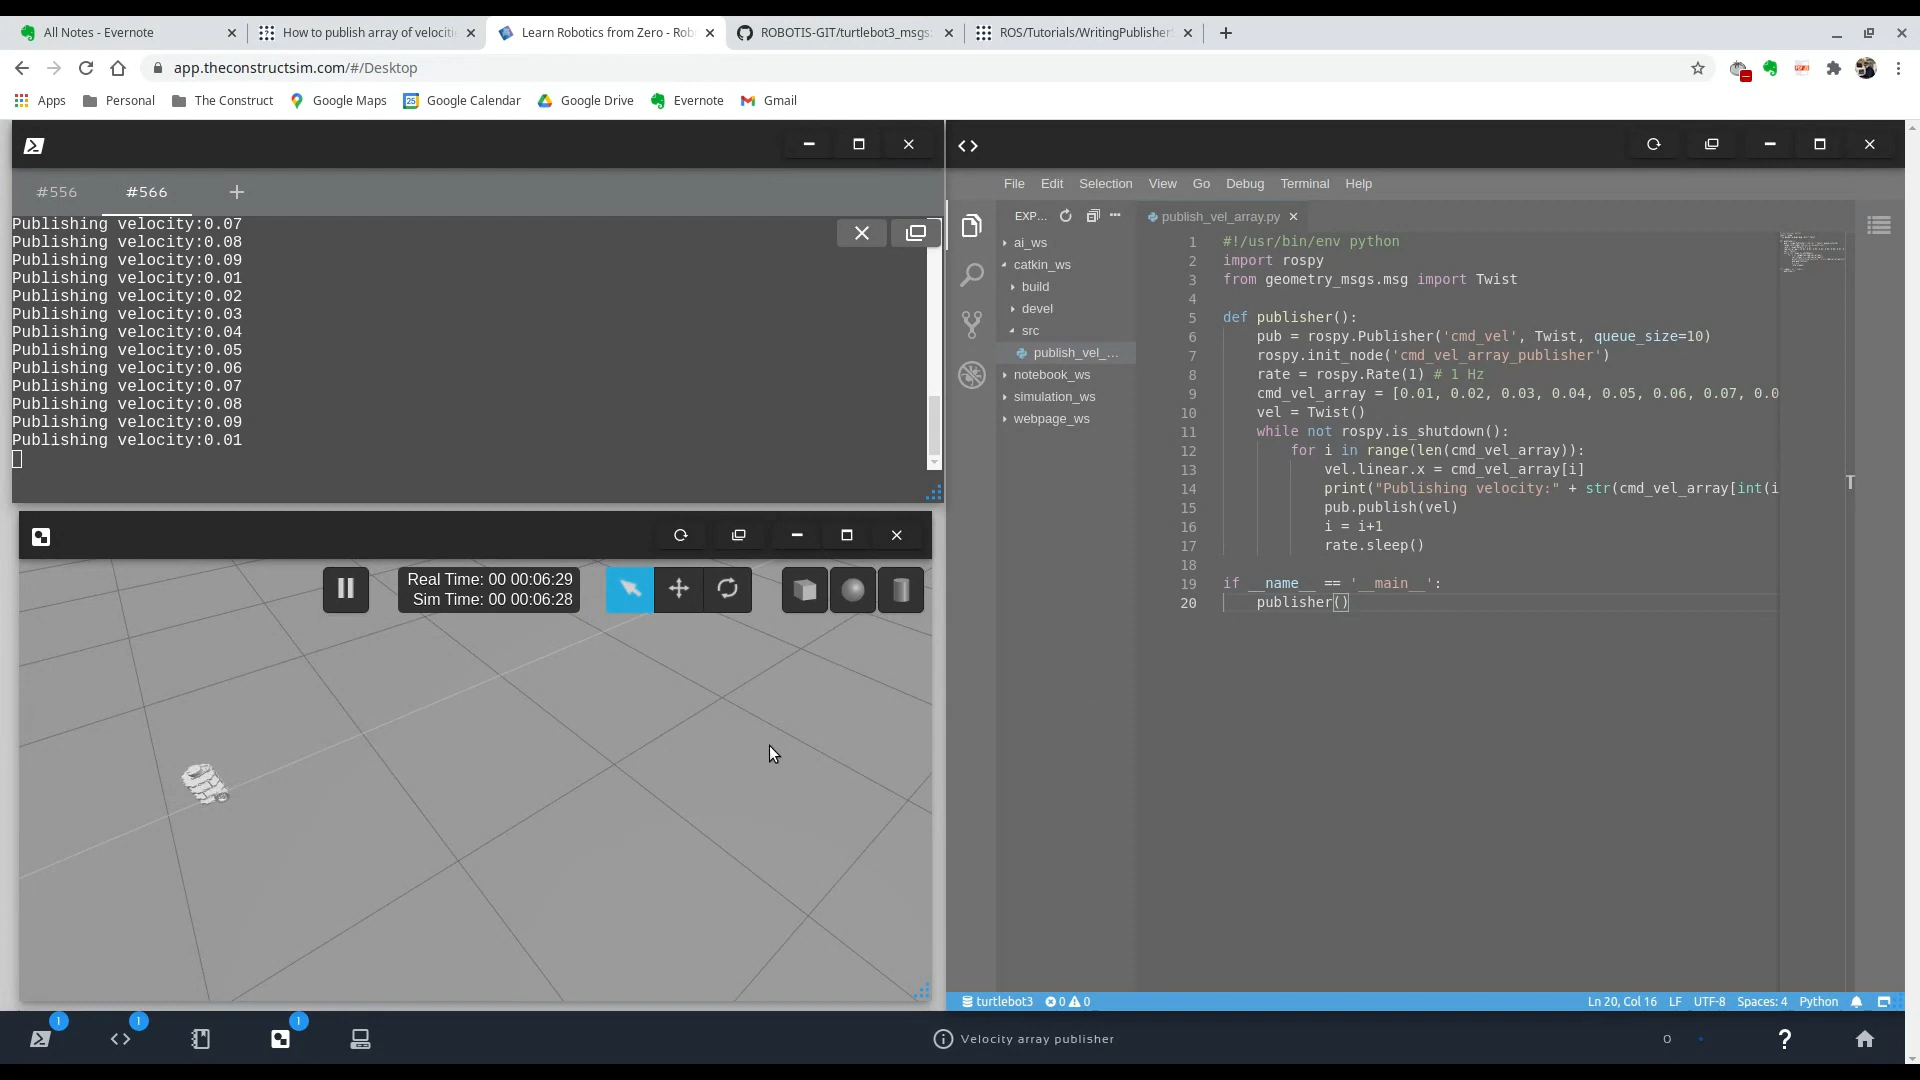 All Notes - Evernote
How to publish array of velociti
Learn Robotics from Zero - Rob
ROBOTIS-GIT/turtlebot3_msgs:
ROS/Tutorials/WritingPublisher
app.theconstructsim.com/#/Desktop
Apps
Personal
The Construct
Google Maps
Google Calendar
Google Drive
Evernote
Gmail
#556
#566
Publishing velocity:0.07
Publishing velocity:0.08
Publishing velocity:0.09
Publishing velocity:0.01
Publishing velocity:0.02
Publishing velocity:0.03
Publishing velocity:0.04
Publishing velocity:0.05
Publishing velocity:0.06
Publishing velocity:0.07
Publishing velocity:0.08
Publishing velocity:0.09
Publishing velocity:0.01
Real Time: 00 00:06:29
Sim Time: 00 00:06:28
File Edit Selection View Go Debug Terminal Help
EXP...
ai_ws
catkin_ws
build
devel
src
publish_vel_...
notebook_ws
simulation_ws
webpage_ws
publish_vel_array.py
1 #!/usr/bin/env python
2 import rospy
3 from geometry_msgs.msg import Twist
4
5 def publisher():
6 pub = rospy.Publisher('cmd_vel', Twist, queue_size=10)
7 rospy.init_node('cmd_vel_array_publisher')
8 rate = rospy.Rate(1) # 1 Hz
9 cmd_vel_array = [0.01, 0.02, 0.03, 0.04, 0.05, 0.06, 0.07, 0.0
10 vel = Twist()
11 while not rospy.is_shutdown():
12 for i in range(len(cmd_vel_array)):
13 vel.linear.x = cmd_vel_array[i]
14 print("Publishing velocity:" + str(cmd_vel_array[int(i
15 pub.publish(vel)
16 i = i+1
17 rate.sleep()
18
19 if __name__ == '__main__':
20 publisher()
turtlebot3
0
0
Ln 20, Col 16
LF
UTF-8
Spaces: 4
Python
1
1
1
Velocity array publisher
0
?